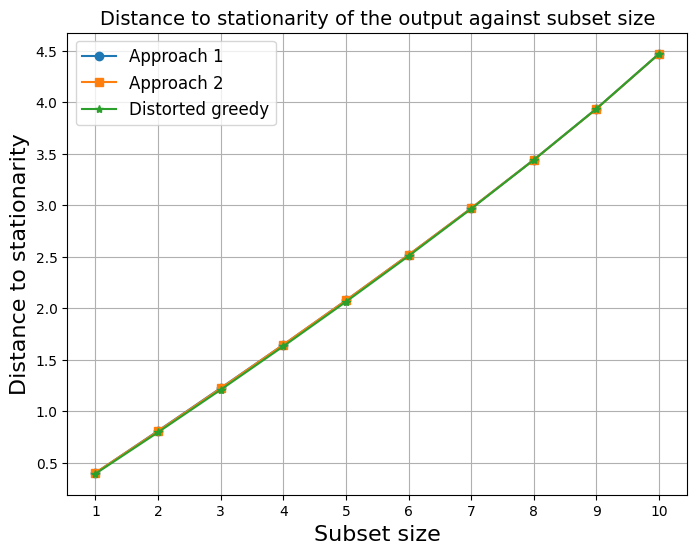 Distance to stationarity of the output against subset size
Approach 1
Approach 2
Distorted greedy
Distance to stationarity
4.5
4.0
3.5
3.0
2.5
2.0
1.5
1.0
0.5
1 2 3 4 5 6 7 8 9 10
Subset size